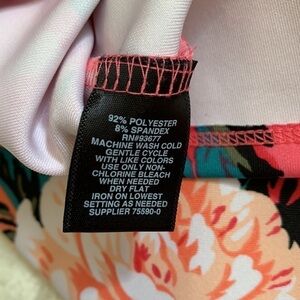 92% POLYESTER
8% SPANDEX
RN#93677
MACHINE WASH COLD
GENTLE CYCLE
WITH LIKE COLORS
USE ONLY NON-
CHLORINE BLEACH
WHEN NEEDED
DRY FLAT
IRON ON LOWEST
SETTING AS NEEDED
SUPPLIER 75590-0